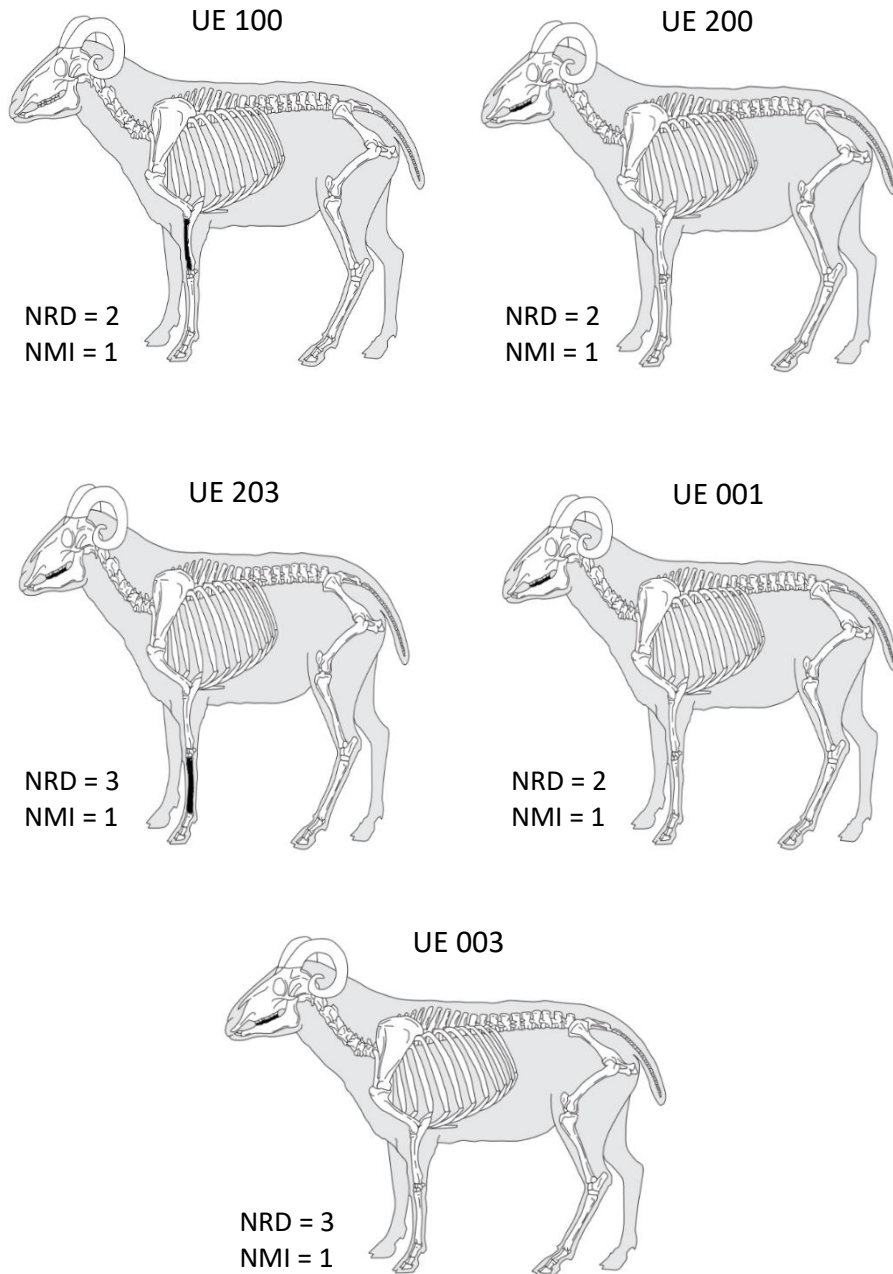 UE 100
NRD = 2
NMI = 1
UE 200
NRD = 2
NMI = 1
UE 203
NRD = 3
NMI = 1
UE 001
NRD = 2
NMI = 1
UE 003
NRD = 3
NMI = 1